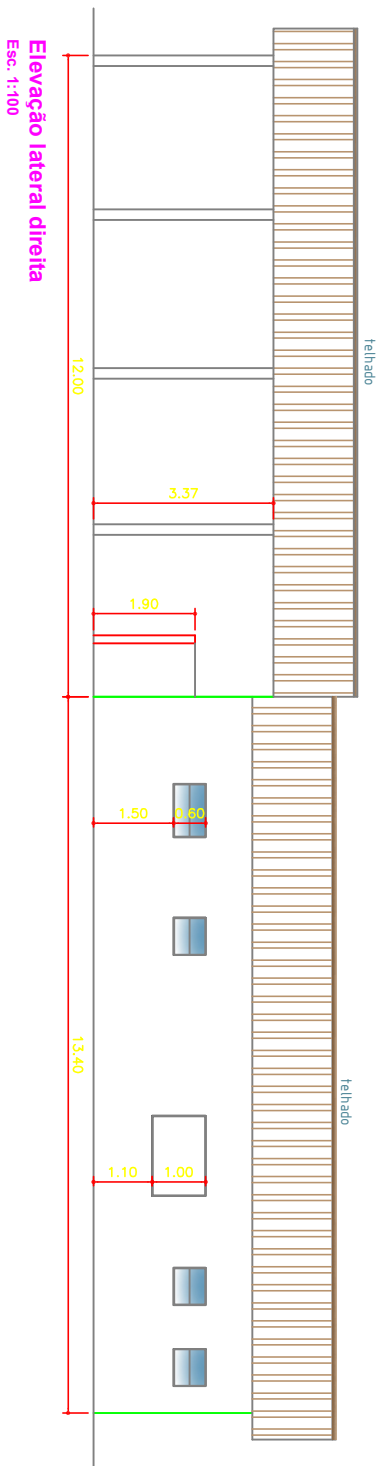 Elevação lateral direita
Esc. 1:100
telhado
telhado
12.00
13.40
3.37
1.90
1.50
0.60
1.10
1.00